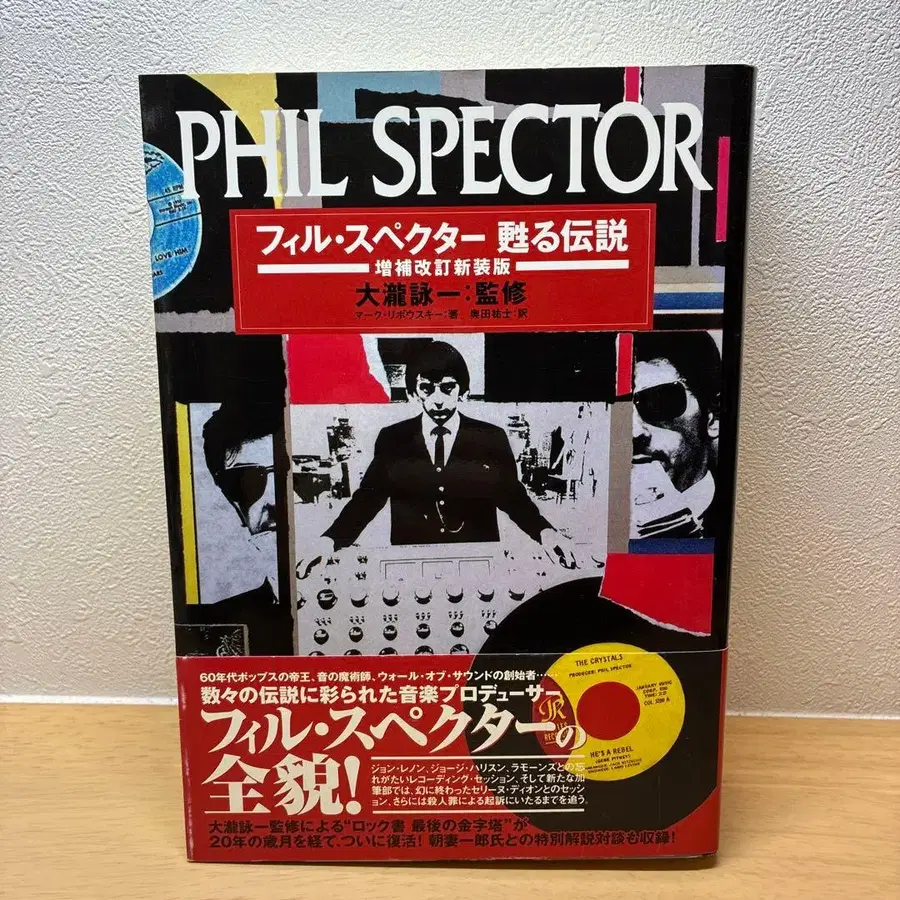 PHIL SPECTOR
フィル・スペクター 甦る伝説
増補改訂新装版
大瀧詠一：監修
マーク・リボウスキー：著　奥田祐士：訳
45 RPM
LOVE HIM
THE CRYSTALS
PRODUCER: PHIL SPECTOR
HE'S A REBEL
(GENE PITNEY)
60年代ポップスの帝王、音の魔術師、ウォール・オブ・サウンドの創始者……
数々の伝説に彩られた音楽プロデューサー
フィル・スペクターの
全貌！
ジョン・レノン、ジョージ・ハリスン、ラモーンズとの忘
れがたいレコーディング・セッション、そして新たな加
筆部では、幻に終わったセリーヌ・ディオンとのセッシ
ョン、さらには殺人罪による起訴にいたるまでを追う。
大瀧詠一監修による“ロック書 最後の金字塔”が
20年の歳月を経て、ついに復活！ 朝妻一郎氏との特別解説対談も収録！